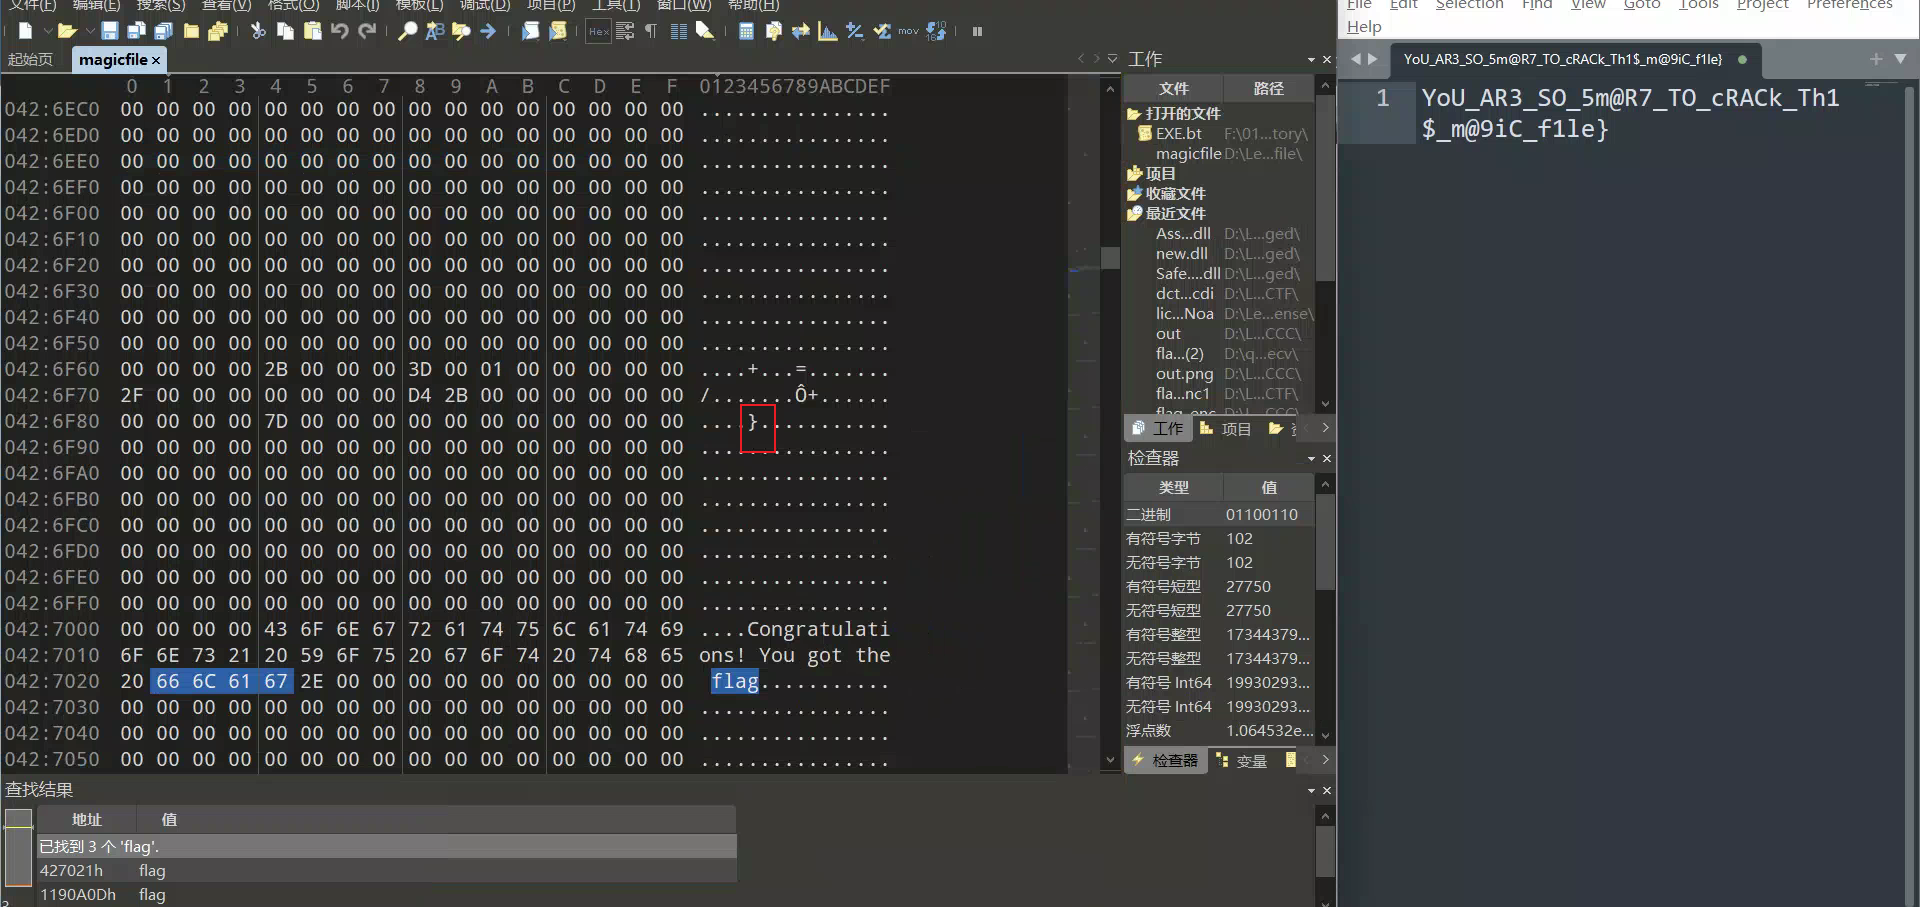 文件(F) 编辑(E) 搜索(S) 查看(V) 格式(O) 脚本(I) 模板(L) 调试(D) 项目(P) 工具(T) 窗口(W) 帮助(H)
起始页 magicfile ×
0 1 2 3 4 5 6 7 8 9 A B C D E F 0123456789ABCDEF
042:6EC0 00 00 00 00 00 00 00 00 00 00 00 00 00 00 00 00 ................
042:6ED0 00 00 00 00 00 00 00 00 00 00 00 00 00 00 00 00 ................
042:6EE0 00 00 00 00 00 00 00 00 00 00 00 00 00 00 00 00 ................
042:6EF0 00 00 00 00 00 00 00 00 00 00 00 00 00 00 00 00 ................
042:6F00 00 00 00 00 00 00 00 00 00 00 00 00 00 00 00 00 ................
042:6F10 00 00 00 00 00 00 00 00 00 00 00 00 00 00 00 00 ................
042:6F20 00 00 00 00 00 00 00 00 00 00 00 00 00 00 00 00 ................
042:6F30 00 00 00 00 00 00 00 00 00 00 00 00 00 00 00 00 ................
042:6F40 00 00 00 00 00 00 00 00 00 00 00 00 00 00 00 00 ................
042:6F50 00 00 00 00 00 00 00 00 00 00 00 00 00 00 00 00 ................
042:6F60 00 00 00 00 2B 00 00 00 3D 00 01 00 00 00 00 00 ....+...=.......
042:6F70 2F 00 00 00 00 00 00 00 D4 2B 00 00 00 00 00 00 /.......Ô+......
042:6F80 00 00 00 00 7D 00 00 00 00 00 00 00 00 00 00 00 ....}...........
042:6F90 00 00 00 00 00 00 00 00 00 00 00 00 00 00 00 00 ................
042:6FA0 00 00 00 00 00 00 00 00 00 00 00 00 00 00 00 00 ................
042:6FB0 00 00 00 00 00 00 00 00 00 00 00 00 00 00 00 00 ................
042:6FC0 00 00 00 00 00 00 00 00 00 00 00 00 00 00 00 00 ................
042:6FD0 00 00 00 00 00 00 00 00 00 00 00 00 00 00 00 00 ................
042:6FE0 00 00 00 00 00 00 00 00 00 00 00 00 00 00 00 00 ................
042:6FF0 00 00 00 00 00 00 00 00 00 00 00 00 00 00 00 00 ................
042:7000 00 00 00 00 43 6F 6E 67 72 61 74 75 6C 61 74 69 ....Congratulati
042:7010 6F 6E 73 21 20 59 6F 75 20 67 6F 74 20 74 68 65 ons! You got the
042:7020 20 66 6C 61 67 2E 00 00 00 00 00 00 00 00 00 00 flag...........
042:7030 00 00 00 00 00 00 00 00 00 00 00 00 00 00 00 00 ................
042:7040 00 00 00 00 00 00 00 00 00 00 00 00 00 00 00 00 ................
042:7050 00 00 00 00 00 00 00 00 00 00 00 00 00 00 00 00 ................
查找结果
地址 值
已找到 3 个 'flag'.
427021h flag
1190A0Dh flag
工作
文件 路径
打开的文件
EXE.bt F:\01...tory\
magicfile D:\Le...file\
项目
收藏文件
最近文件
Ass...dll D:\L...ged\
new.dll D:\L...ged\
Safe....dll D:\L...ged\
dct...cdi D:\L...CTF\
lic...Noa D:\Le...ense\
out D:\L...CCC\
fla...(2) D:\q...ecv\
out.png D:\L...CCC\
fla...nc1 D:\L...CTF\
flag_enc D:\L...CCC\
工作 项目
检查器
类型 值
二进制 01100110
有符号字节 102
无符号字节 102
有符号短型 27750
无符号短型 27750
有符号整型 17344379...
无符号整型 17344379...
有符号 Int64 19930293...
无符号 Int64 19930293...
浮点数 1.064532e...
检查器 变量
File Edit Selection Find View Goto Tools Project Preferences
Help
YoU_AR3_SO_5m@R7_TO_cRACk_Th1$_m@9iC_f1le}
1 YoU_AR3_SO_5m@R7_TO_cRACk_Th1
$_m@9iC_f1le}